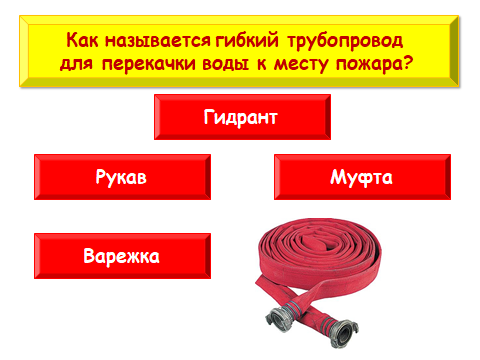 Как называется гибкий трубопровод
для перекачки воды к месту пожара?
Гидрант
Рукав
Муфта
Варежка